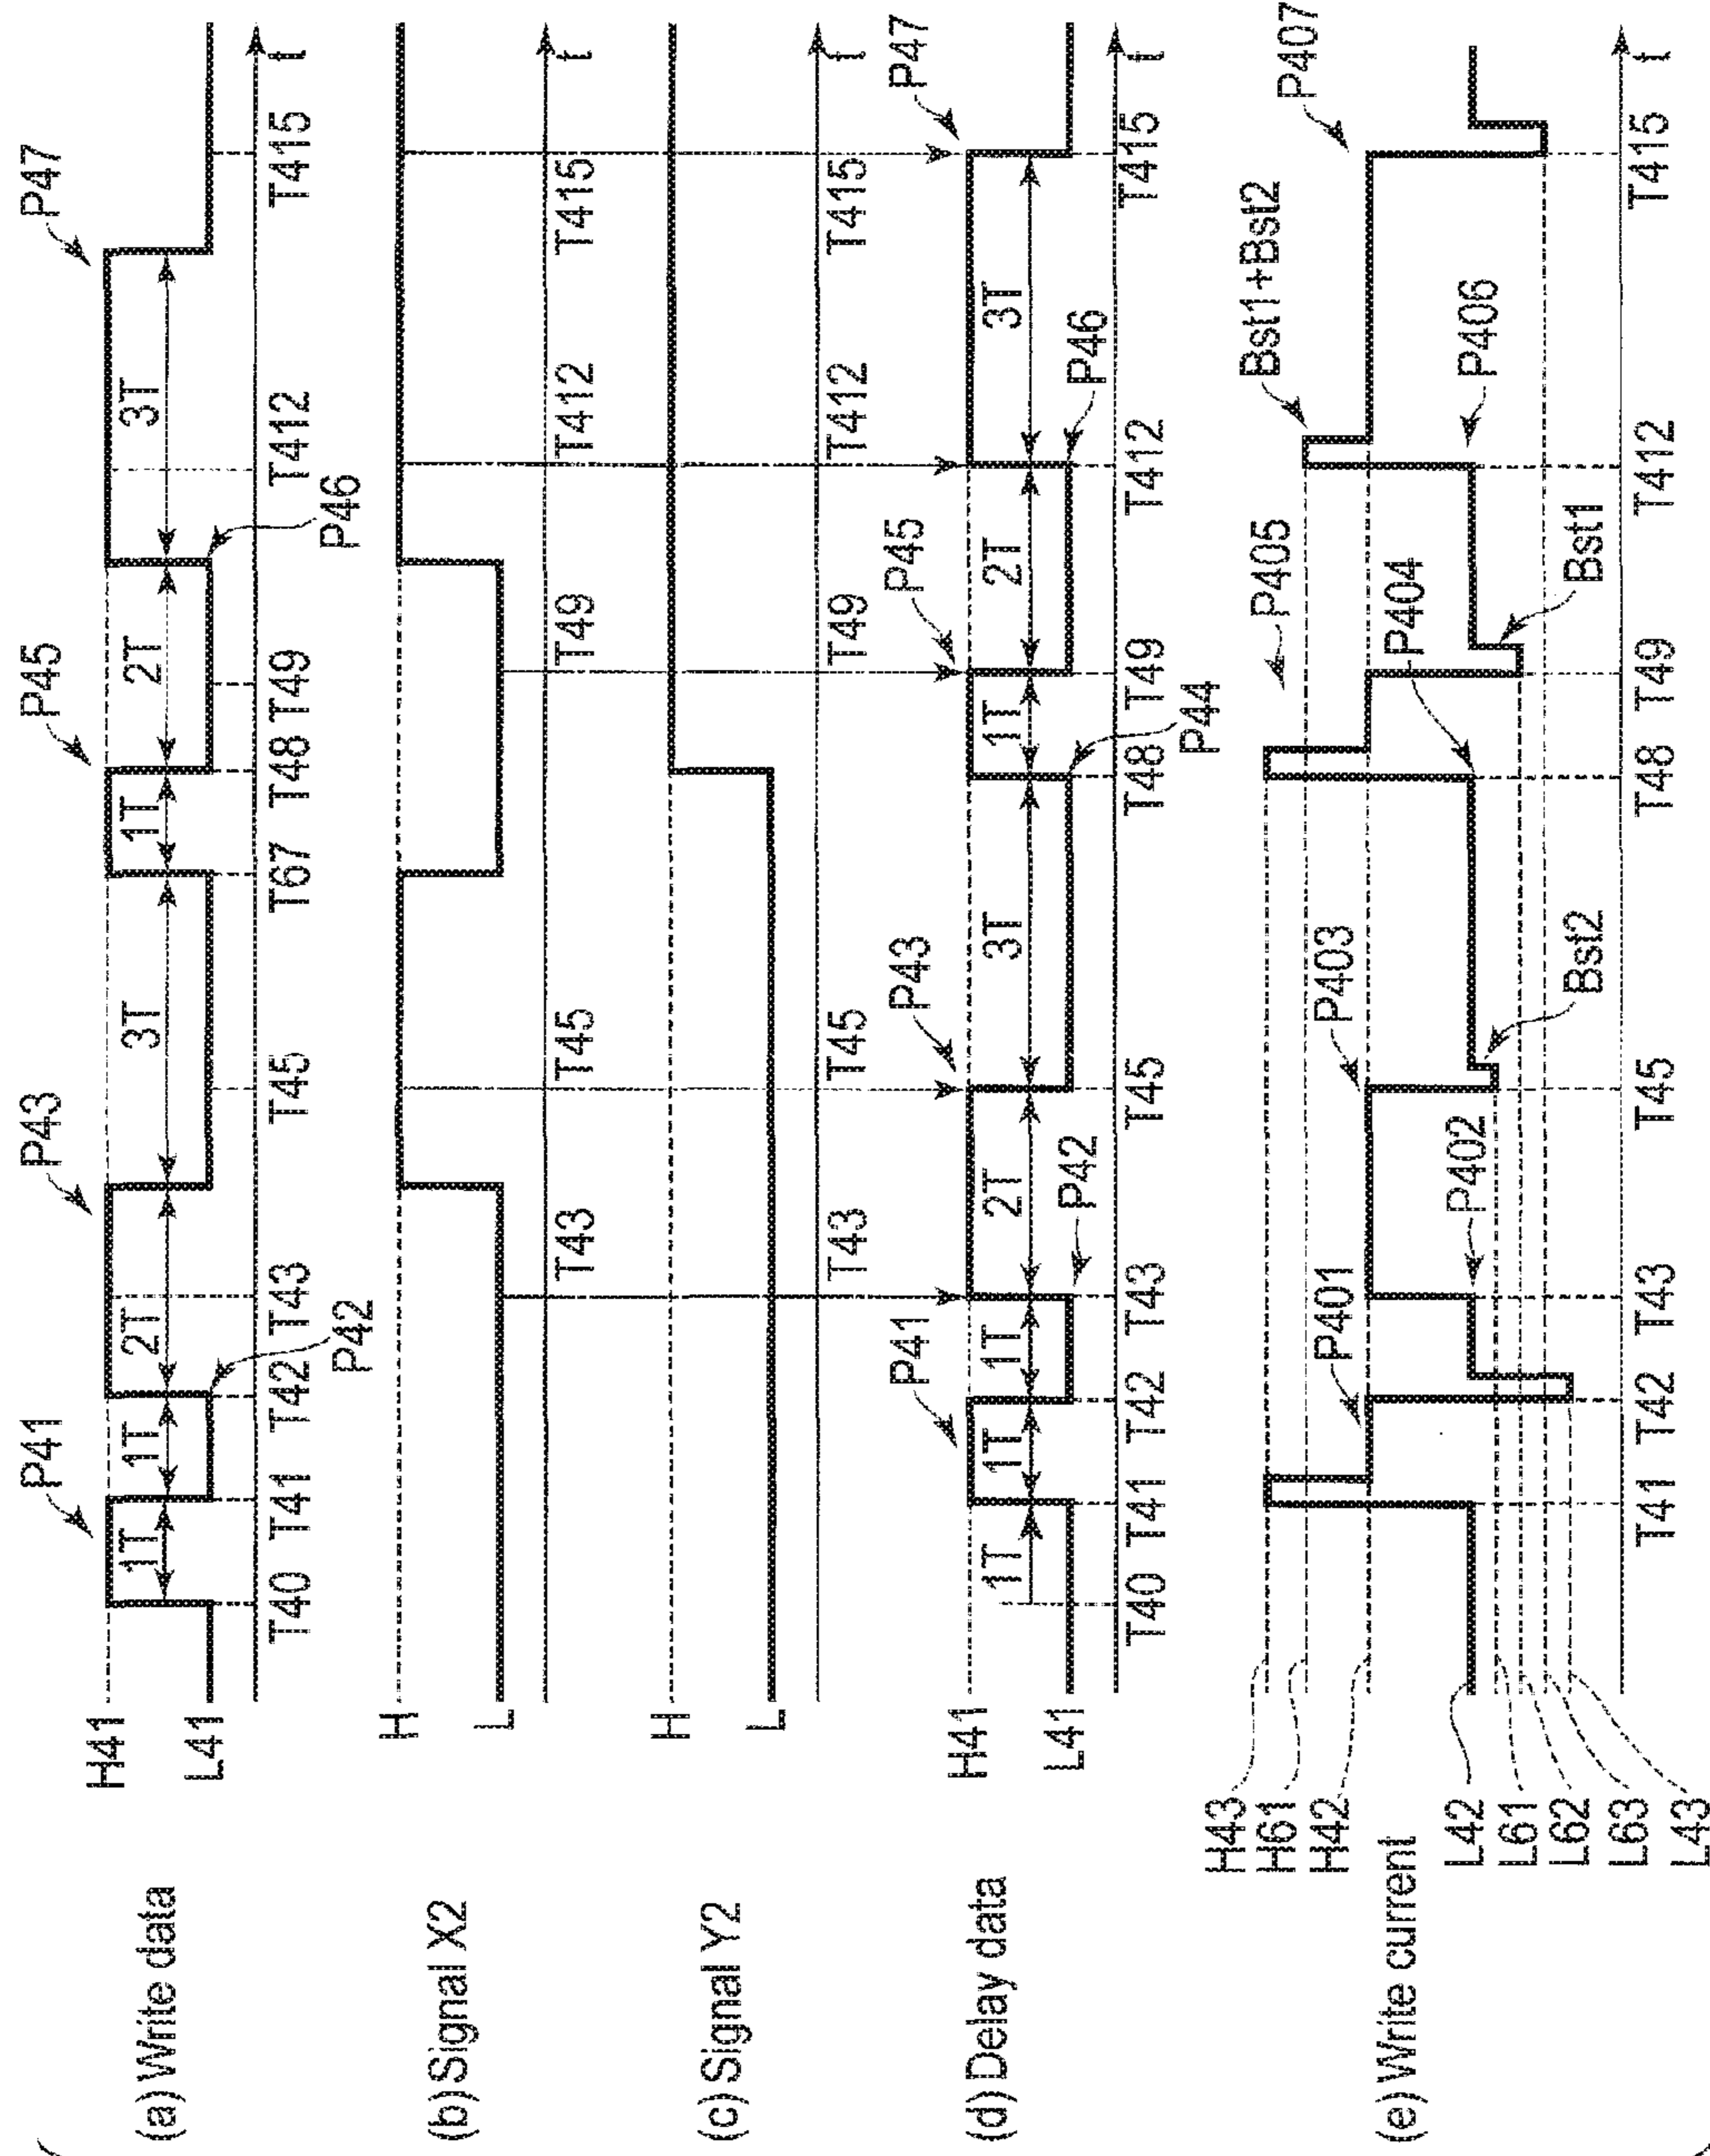 (a) Write data
H41
L41
P41
P43
P45
P47
1T
1T
2T
3T
1T
2T
3T
T40
T41
T42
T43
T45
T67
T48
T49
T412
T415
t
P42
P46
(b) Signal X2
H
L
T43
T45
T49
T412
T415
t
(c) Signal Y2
H
L
T43
T45
T49
T412
T415
t
(d) Delay data
H41
L41
P41
P43
P45
P47
1T
1T
1T
2T
3T
1T
2T
3T
P42
P44
P46
T40
T41
T42
T43
T45
T48
T49
T412
T415
t
(e) Write current
H43
H61
H42
L42
L61
L62
L63
L43
P401
P402
P403
P404
P405
P406
P407
Bst2
Bst1
Bst1+Bst2
T41
T42
T43
T45
T48
T49
T412
T415
t